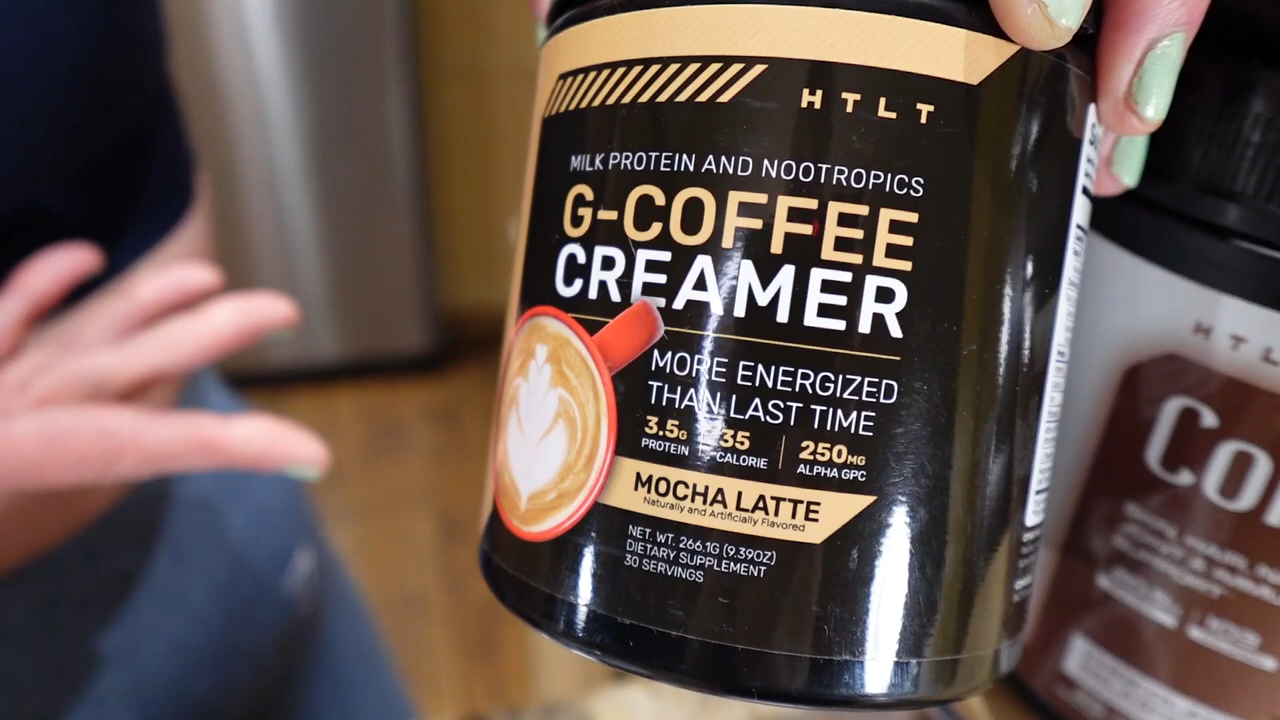 HTLT
MILK PROTEIN AND NOOTROPICS
G-COFFEE
CREAMER
MORE ENERGIZED
THAN LAST TIME
3.5G 35 250MG
PROTEIN CALORIE ALPHA GPC
MOCHA LATTE
Naturally and Artificially Flavored
NET. WT. 266.1G (9.39OZ)
DIETARY SUPPLEMENT
30 SERVINGS
HTL